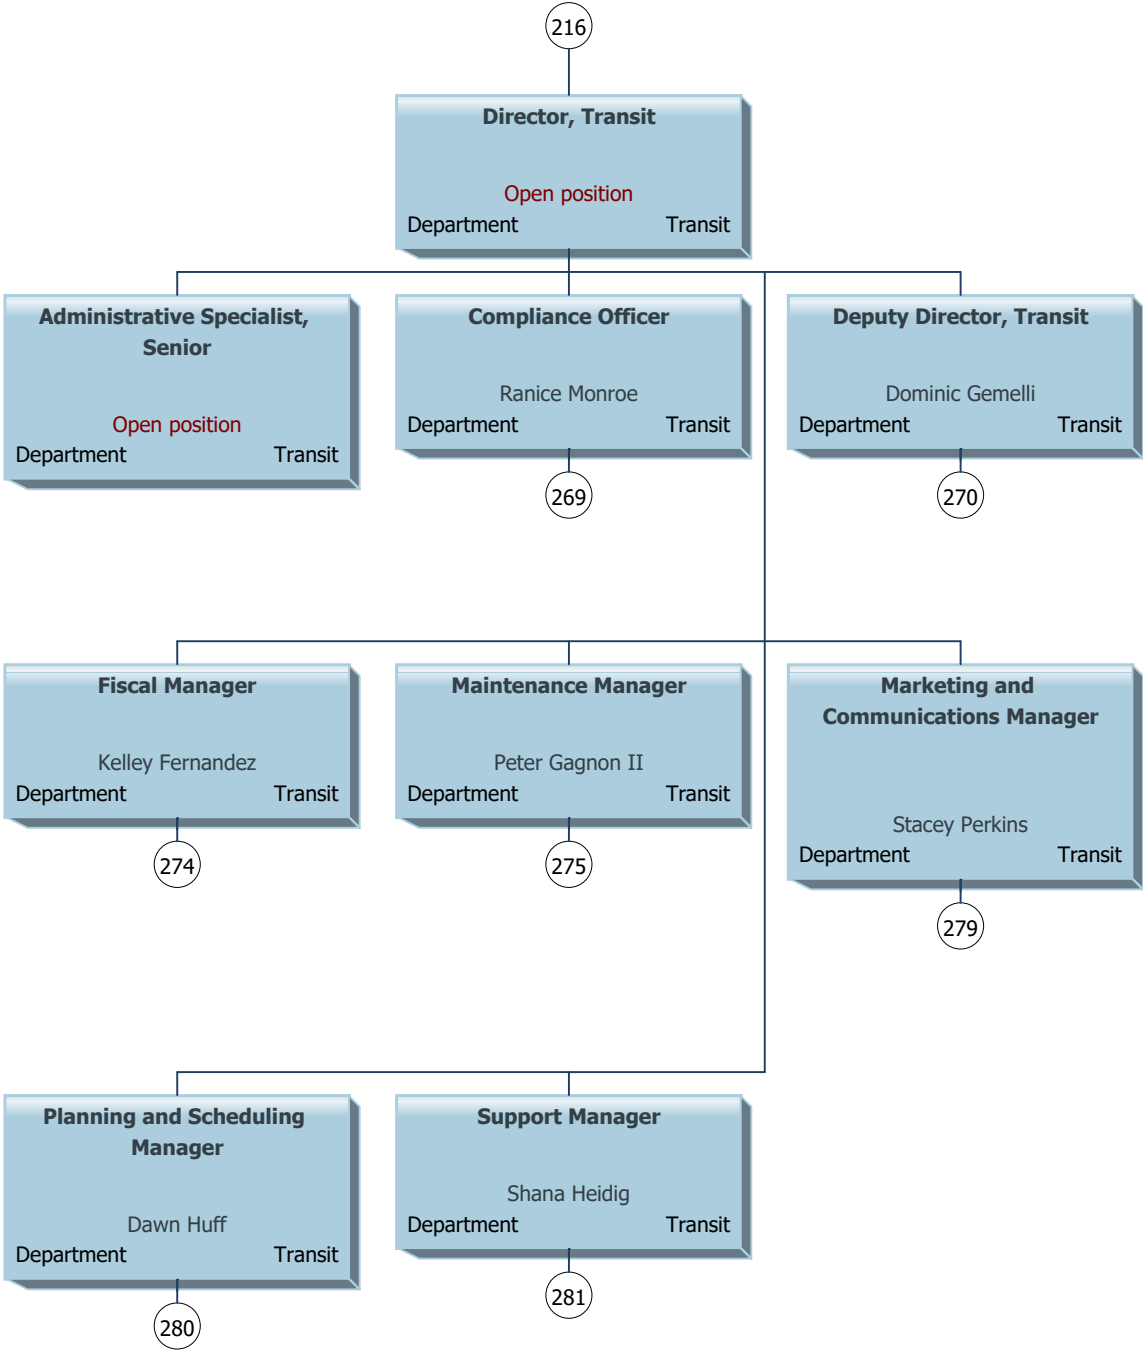 216
Director, Transit
Open position
Department Transit
Administrative Specialist,
Senior
Open position
Department Transit
Compliance Officer
Ranice Monroe
Department Transit
269
Deputy Director, Transit
Dominic Gemelli
Department Transit
270
Fiscal Manager
Kelley Fernandez
Department Transit
274
Maintenance Manager
Peter Gagnon II
Department Transit
275
Marketing and
Communications Manager
Stacey Perkins
Department Transit
279
Planning and Scheduling
Manager
Dawn Huff
Department Transit
280
Support Manager
Shana Heidig
Department Transit
281